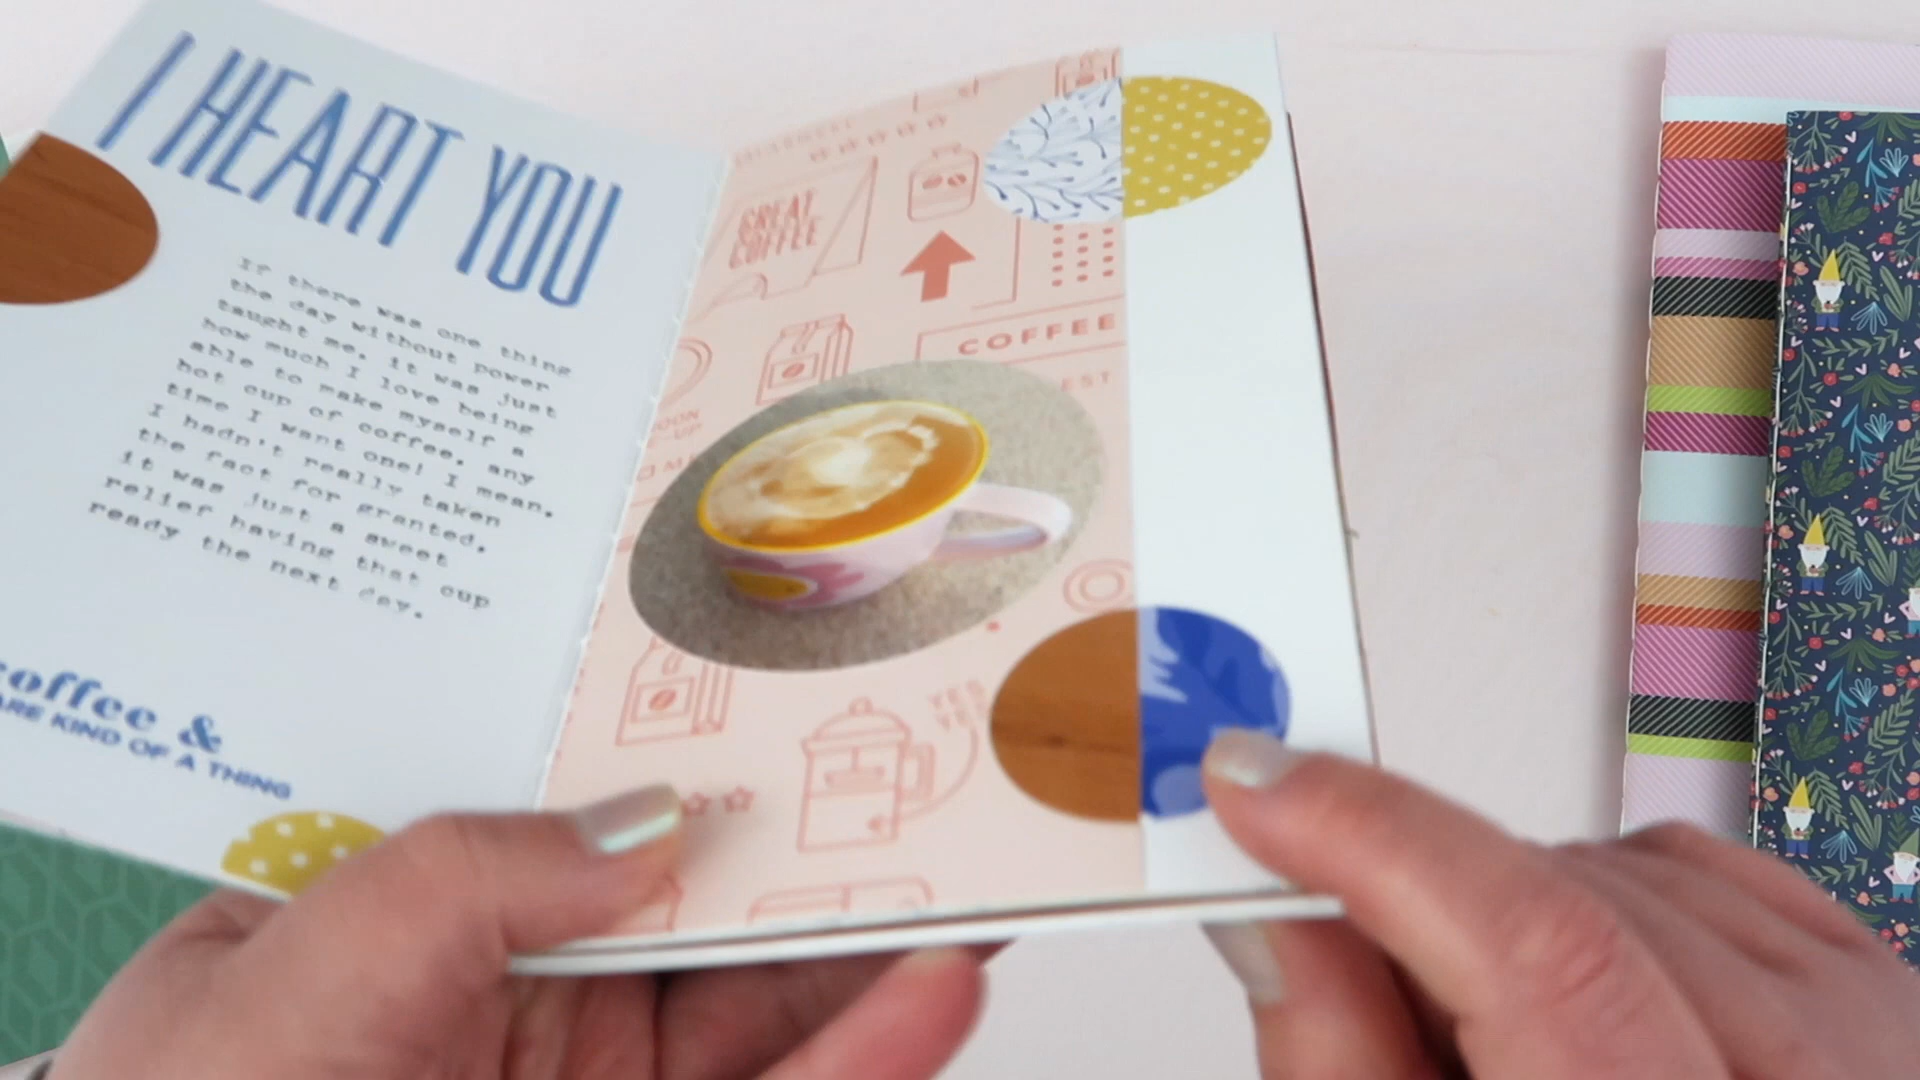 I HEART YOU
If there was one thing
the day without power
taught me, it was just
how much I love being
able to make myself a
hot cup of coffee, any
time I want one! I mean,
I hadn't really taken
the fact for granted,
it was just a sweet
relief having that cup
ready the next day.
coffee &
ARE KIND OF A THING
GREAT
COFFEE
COFFEE
EST
YES
YES